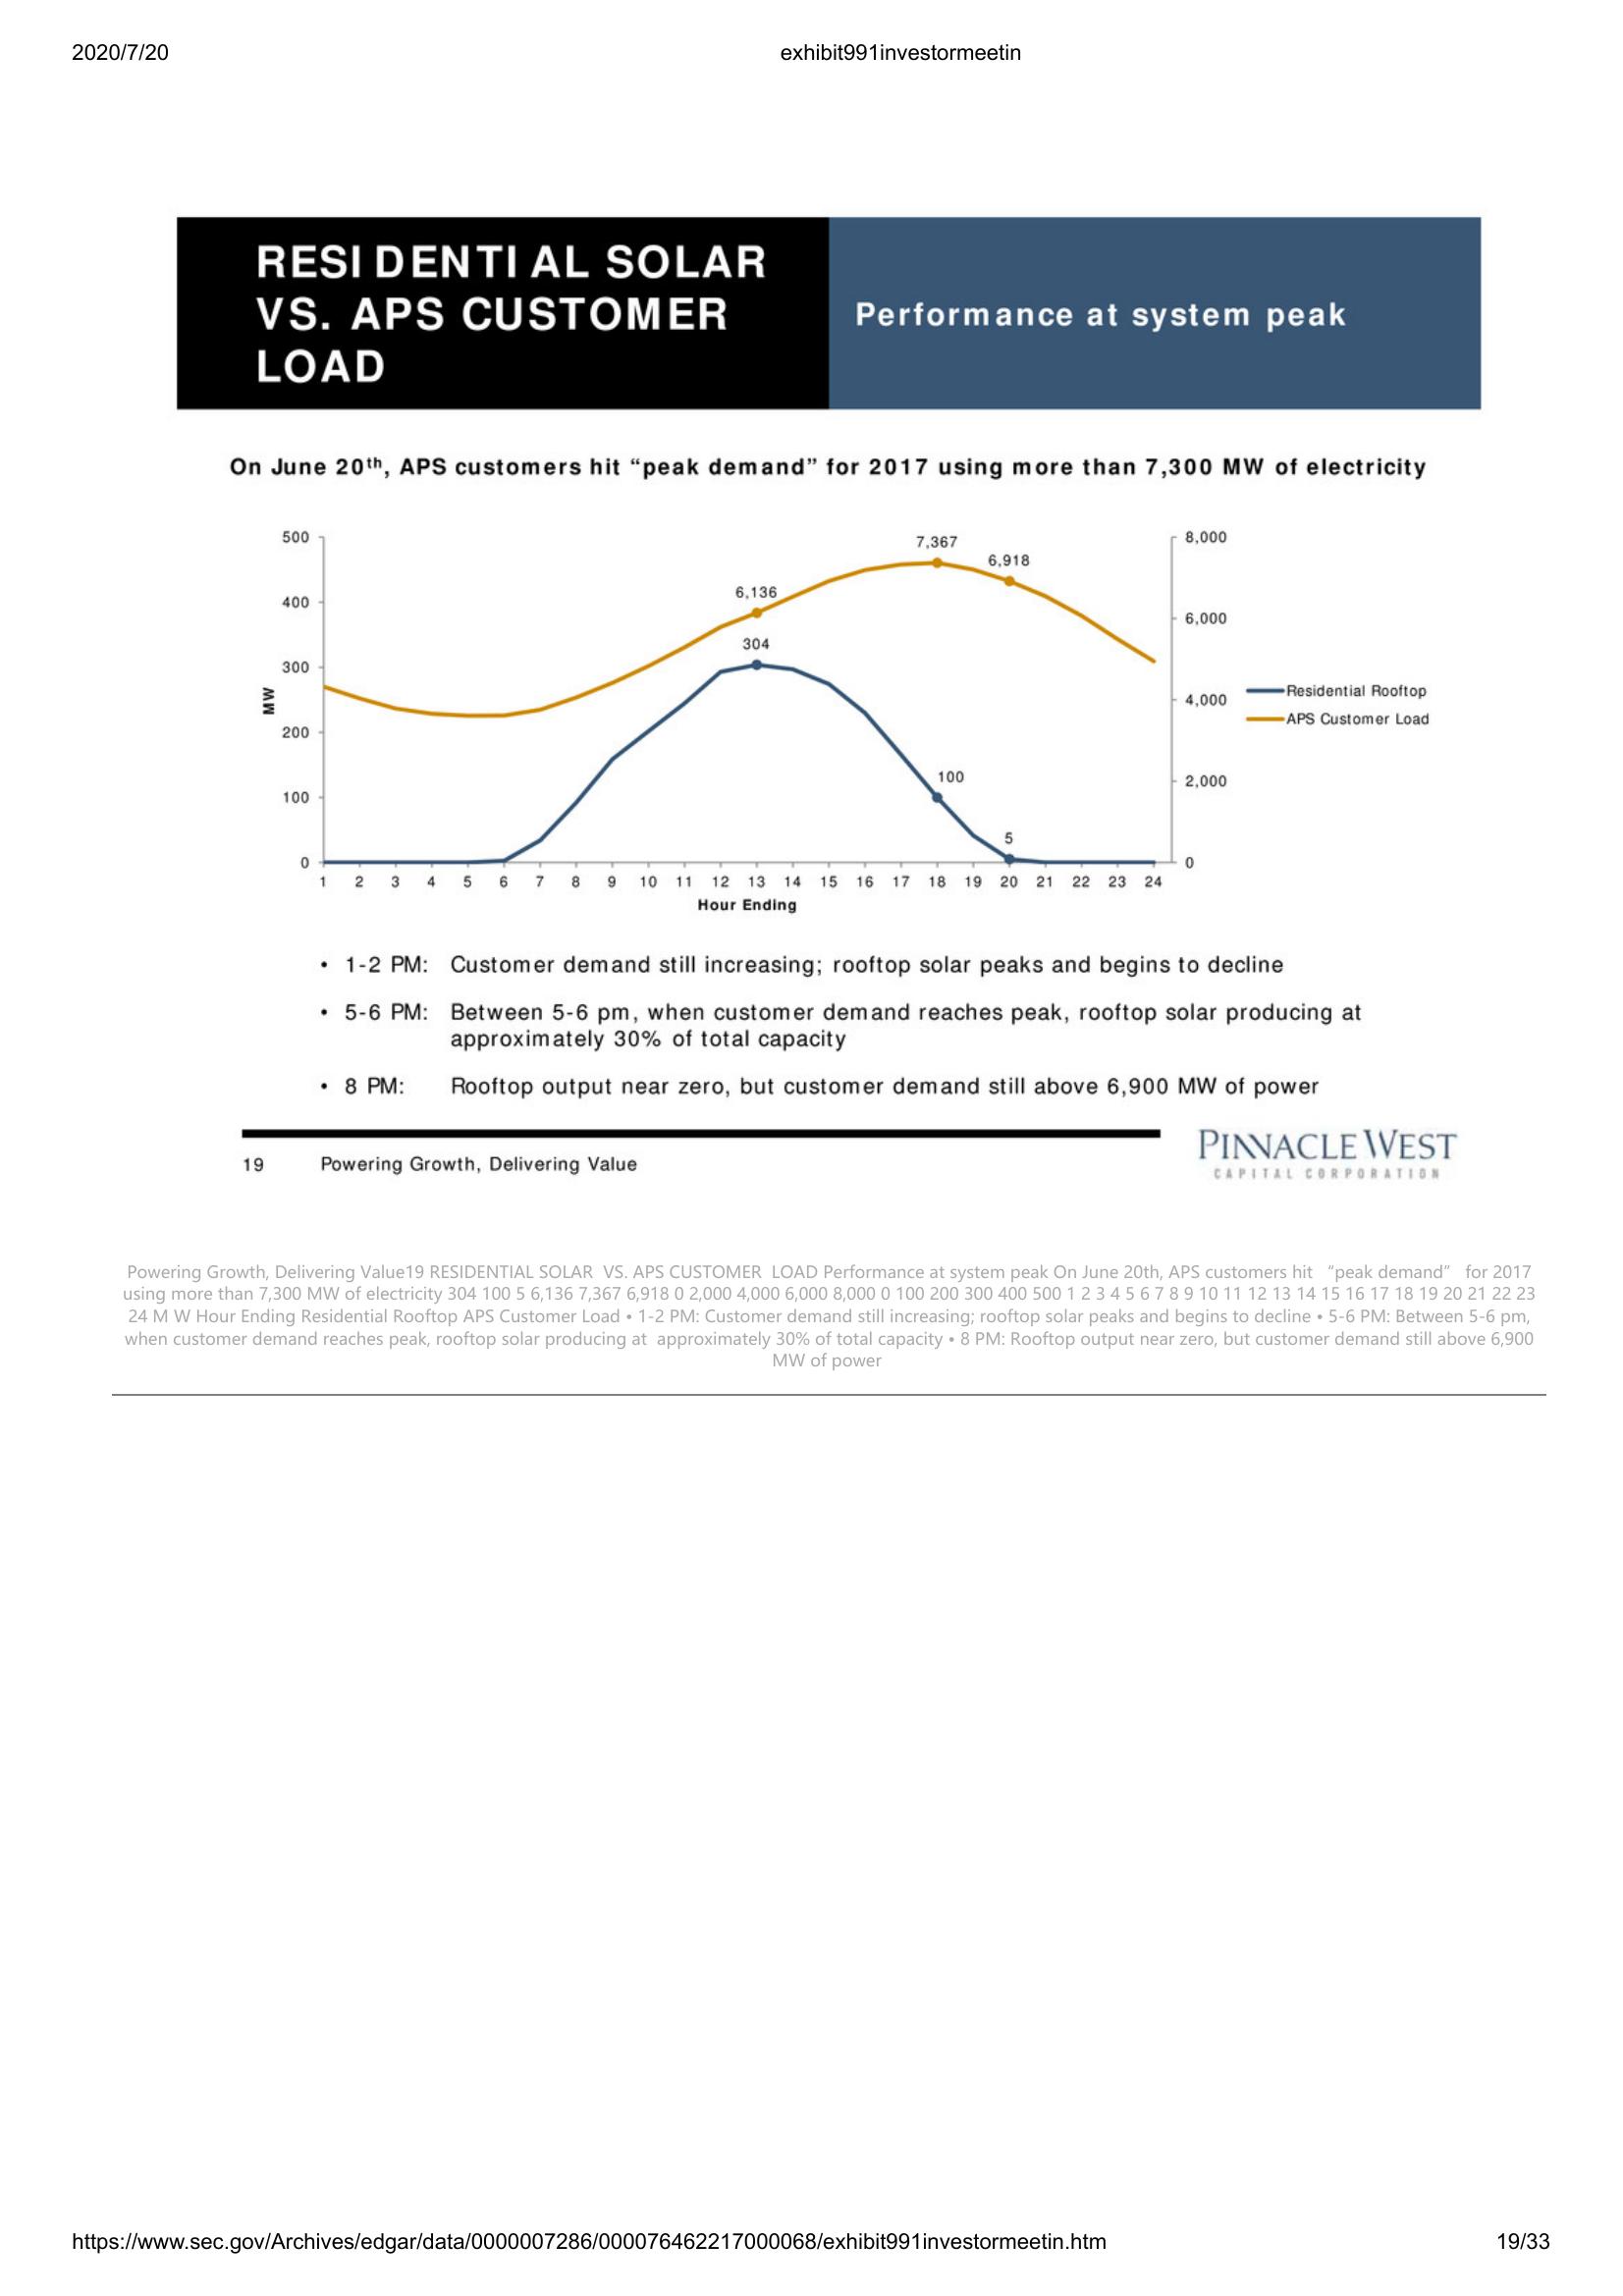 2020/7/20
exhibit991investormeetin
RESIDENTIAL SOLAR
VS. APS CUSTOMER
LOAD
Performance at system peak
On June 20th, APS customers hit “peak demand” for 2017 using more than 7,300 MW of electricity
500
400
300
200
100
0
MW
8,000
6,000
4,000
2,000
0
6,136
7,367
6,918
304
100
5
1 2 3 4 5 6 7 8 9 10 11 12 13 14 15 16 17 18 19 20 21 22 23 24
Hour Ending
Residential Rooftop
APS Customer Load
• 1-2 PM: Customer demand still increasing; rooftop solar peaks and begins to decline
• 5-6 PM: Between 5-6 pm, when customer demand reaches peak, rooftop solar producing at
approximately 30% of total capacity
• 8 PM: Rooftop output near zero, but customer demand still above 6,900 MW of power
19 Powering Growth, Delivering Value
PINNACLE WEST
CAPITAL CORPORATION
Powering Growth, Delivering Value19 RESIDENTIAL SOLAR VS. APS CUSTOMER LOAD Performance at system peak On June 20th, APS customers hit “peak demand” for 2017
using more than 7,300 MW of electricity 304 100 5 6,136 7,367 6,918 0 2,000 4,000 6,000 8,000 0 100 200 300 400 500 1 2 3 4 5 6 7 8 9 10 11 12 13 14 15 16 17 18 19 20 21 22 23
24 M W Hour Ending Residential Rooftop APS Customer Load • 1-2 PM: Customer demand still increasing; rooftop solar peaks and begins to decline • 5-6 PM: Between 5-6 pm,
when customer demand reaches peak, rooftop solar producing at approximately 30% of total capacity • 8 PM: Rooftop output near zero, but customer demand still above 6,900
MW of power
https://www.sec.gov/Archives/edgar/data/0000007286/000076462217000068/exhibit991investormeetin.htm
19/33